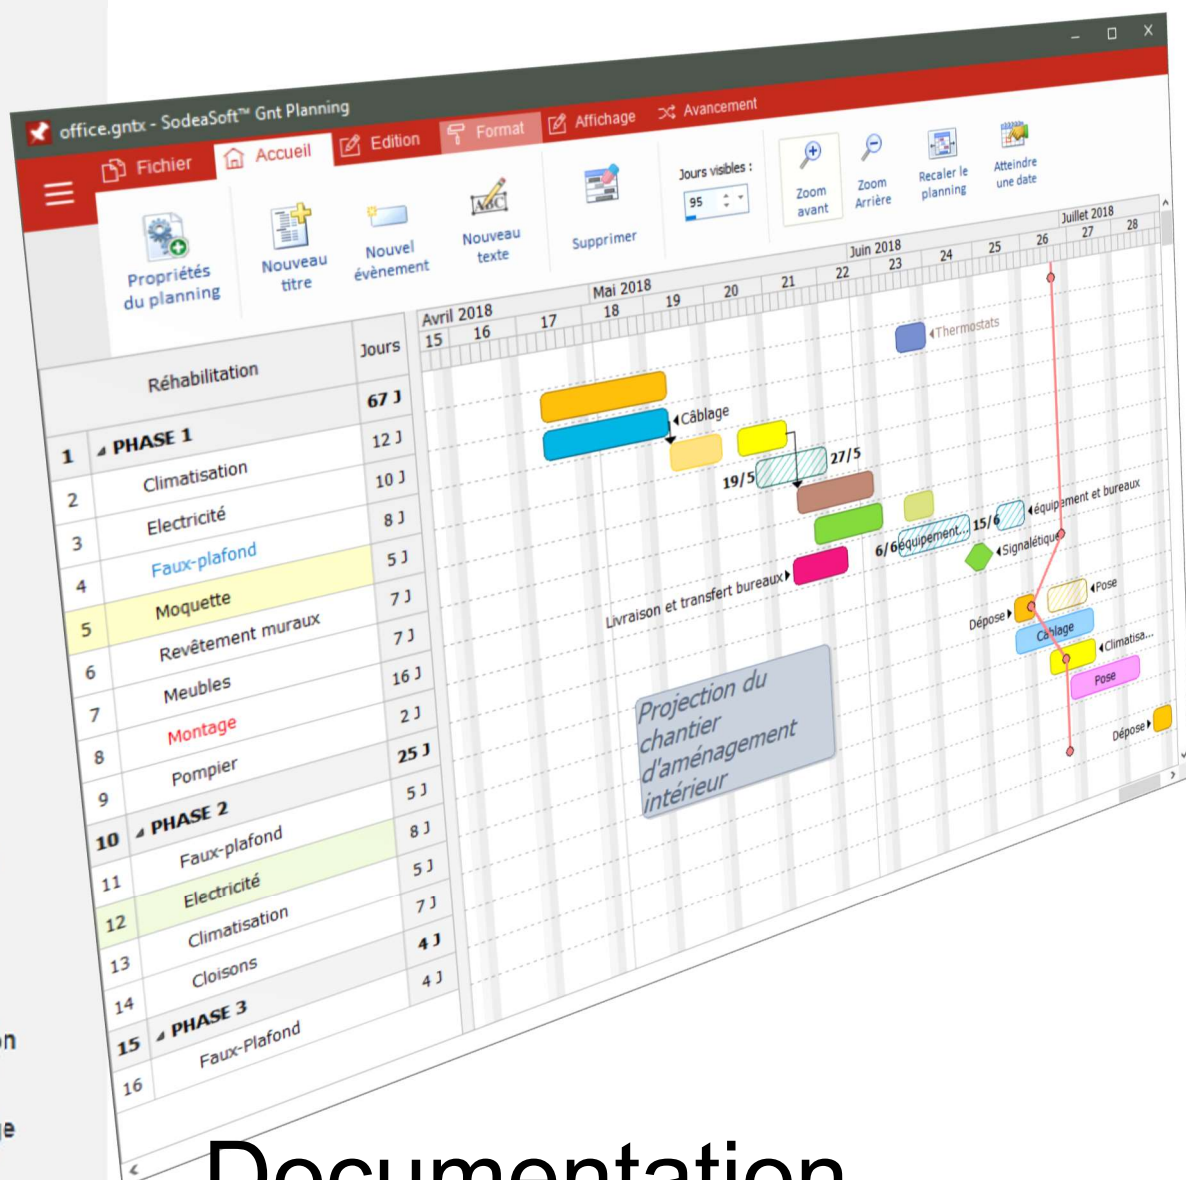 office.gntx - SodeaSoft™ Gnt Planning
Fichier Accueil Edition Format Affichage Avancement
Propriétés du planning
Nouveau titre
Nouvel évènement
Nouveau texte
Supprimer
Jours visibles :
95
Zoom avant
Zoom Arrière
Recaler le planning
Atteindre une date
Avril 2018 Mai 2018 Juin 2018 Juillet 2018
15 16 17 18 19 20 21 22 23 24 25 26 27 28
Réhabilitation Jours
1 PHASE 1 67 J
2 Climatisation 12 J
3 Electricité 10 J
4 Faux-plafond 8 J
5 Moquette 5 J
6 Revêtement muraux 7 J
7 Meubles 7 J
8 Montage 16 J
9 Pompier 2 J
10 PHASE 2 25 J
11 Faux-plafond 5 J
12 Electricité 8 J
13 Climatisation 5 J
14 Cloisons 7 J
15 PHASE 3 4 J
16 Faux-Plafond 4 J
Thermostats
Câblage
19/5 27/5
6/6 équipement... 15/6 équipement et bureaux
Signalétique
Livraison et transfert bureaux
Dépose Pose
Câblage
Climatisa...
Pose
Dépose
Projection du
chantier
d'aménagement
intérieur
Documentation